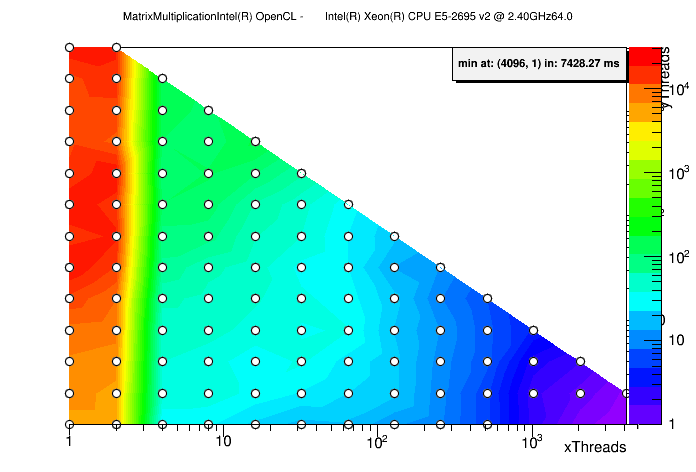 MatrixMultiplicationIntel(R) OpenCL - Intel(R) Xeon(R) CPU E5-2695 v2 @ 2.40GHz64.0
min at: (4096, 1) in: 7428.27 ms
yThreads
10⁴
10³
10²
10
1
1 10 10² 10³
xThreads